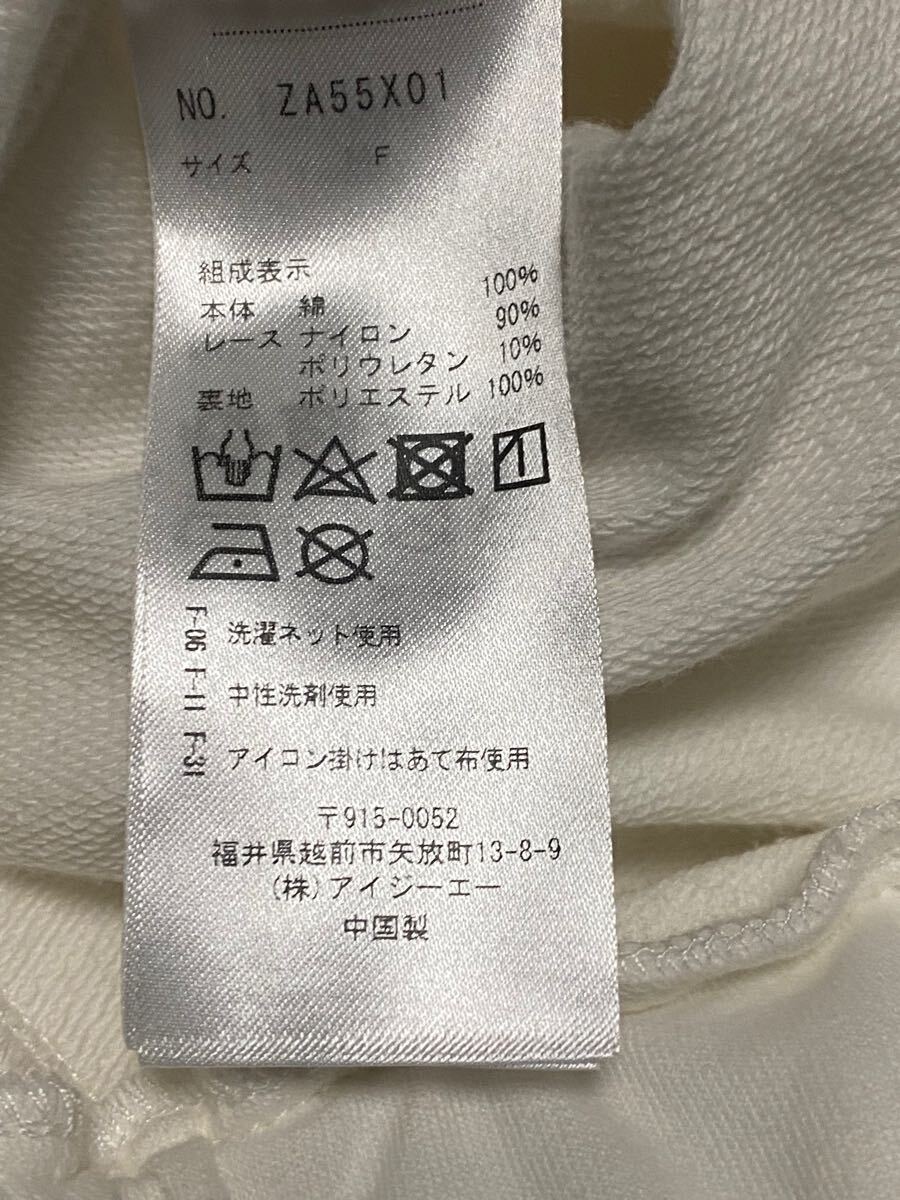 NO. ZA55X01
サイズ F
組成表示
本体 綿 100%
レース ナイロン 90%
ポリウレタン 10%
裏地 ポリエステル 100%
F-06 F-11 F-31
洗濯ネット使用
中性洗剤使用
アイコン掛けはあて布使用
〒915-0052
福井県越前市矢放町13-8-9
(株)アイジーエー
中国製